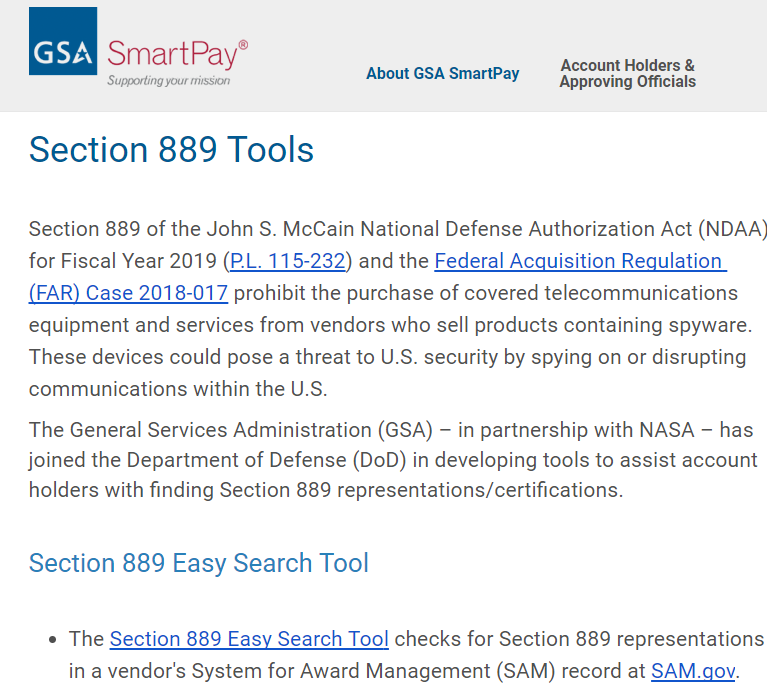 GSA SmartPay®
Supporting your mission
About GSA SmartPay
Account Holders &
Approving Officials
Section 889 Tools
Section 889 of the John S. McCain National Defense Authorization Act (NDAA)
for Fiscal Year 2019 (P.L. 115-232) and the Federal Acquisition Regulation
(FAR) Case 2018-017 prohibit the purchase of covered telecommunications
equipment and services from vendors who sell products containing spyware.
These devices could pose a threat to U.S. security by spying on or disrupting
communications within the U.S.
The General Services Administration (GSA) – in partnership with NASA – has
joined the Department of Defense (DoD) in developing tools to assist account
holders with finding Section 889 representations/certifications.
Section 889 Easy Search Tool
• The Section 889 Easy Search Tool checks for Section 889 representations
in a vendor's System for Award Management (SAM) record at SAM.gov.